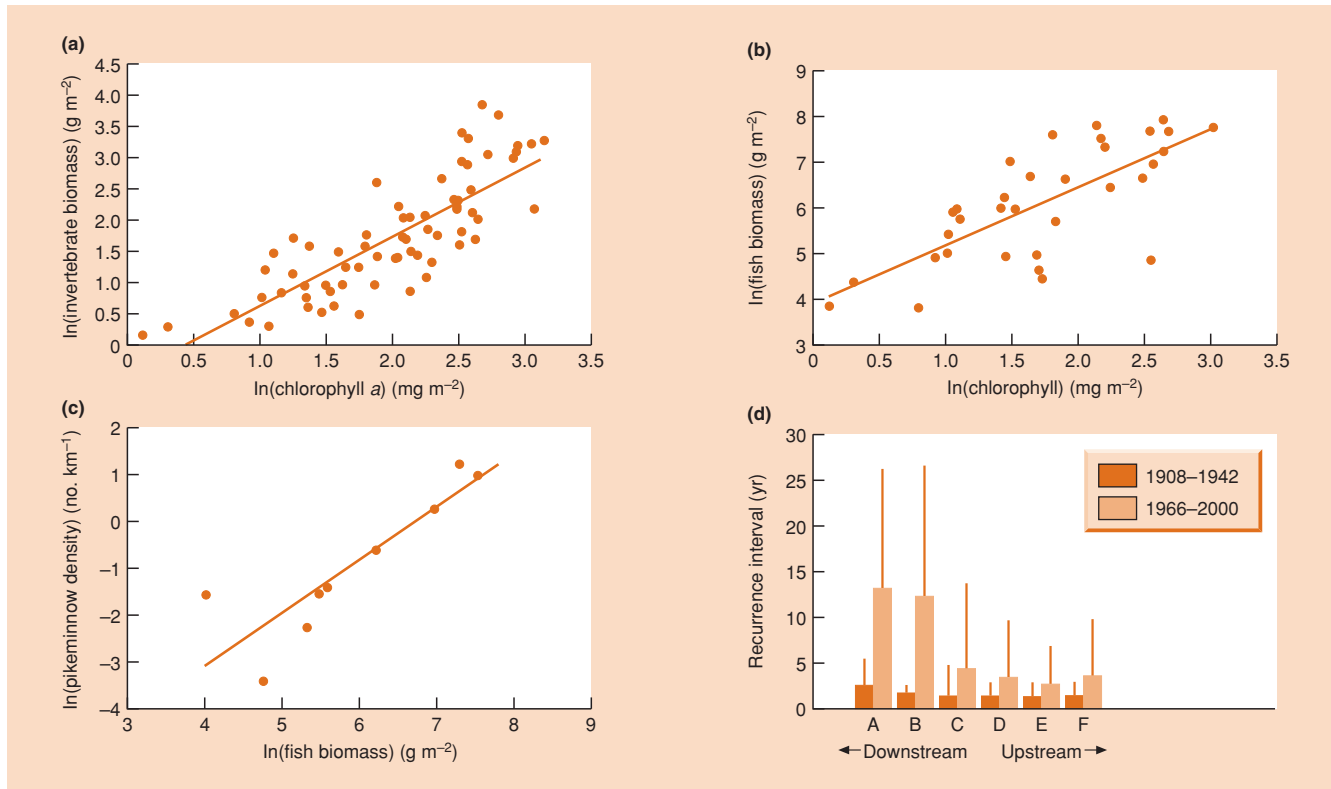 (a)
ln(invertebrate biomass) (g m⁻²)
4.5
4.0
3.5
3.0
2.5
2.0
1.5
1.0
0.5
0
0 0.5 1.0 1.5 2.0 2.5 3.0 3.5
ln(chlorophyll a) (mg m⁻²)
(b)
ln(fish biomass) (g m⁻²)
9
8
7
6
5
4
3
0 0.5 1.0 1.5 2.0 2.5 3.0 3.5
ln(chlorophyll) (mg m⁻²)
(c)
ln(pikeminnow density) (no. km⁻¹)
2
1
0
–1
–2
–3
–4
3 4 5 6 7 8 9
ln(fish biomass) (g m⁻²)
(d)
Recurrence interval (yr)
30
25
20
15
10
5
0
1908–1942
1966–2000
A B C D E F
← Downstream Upstream →